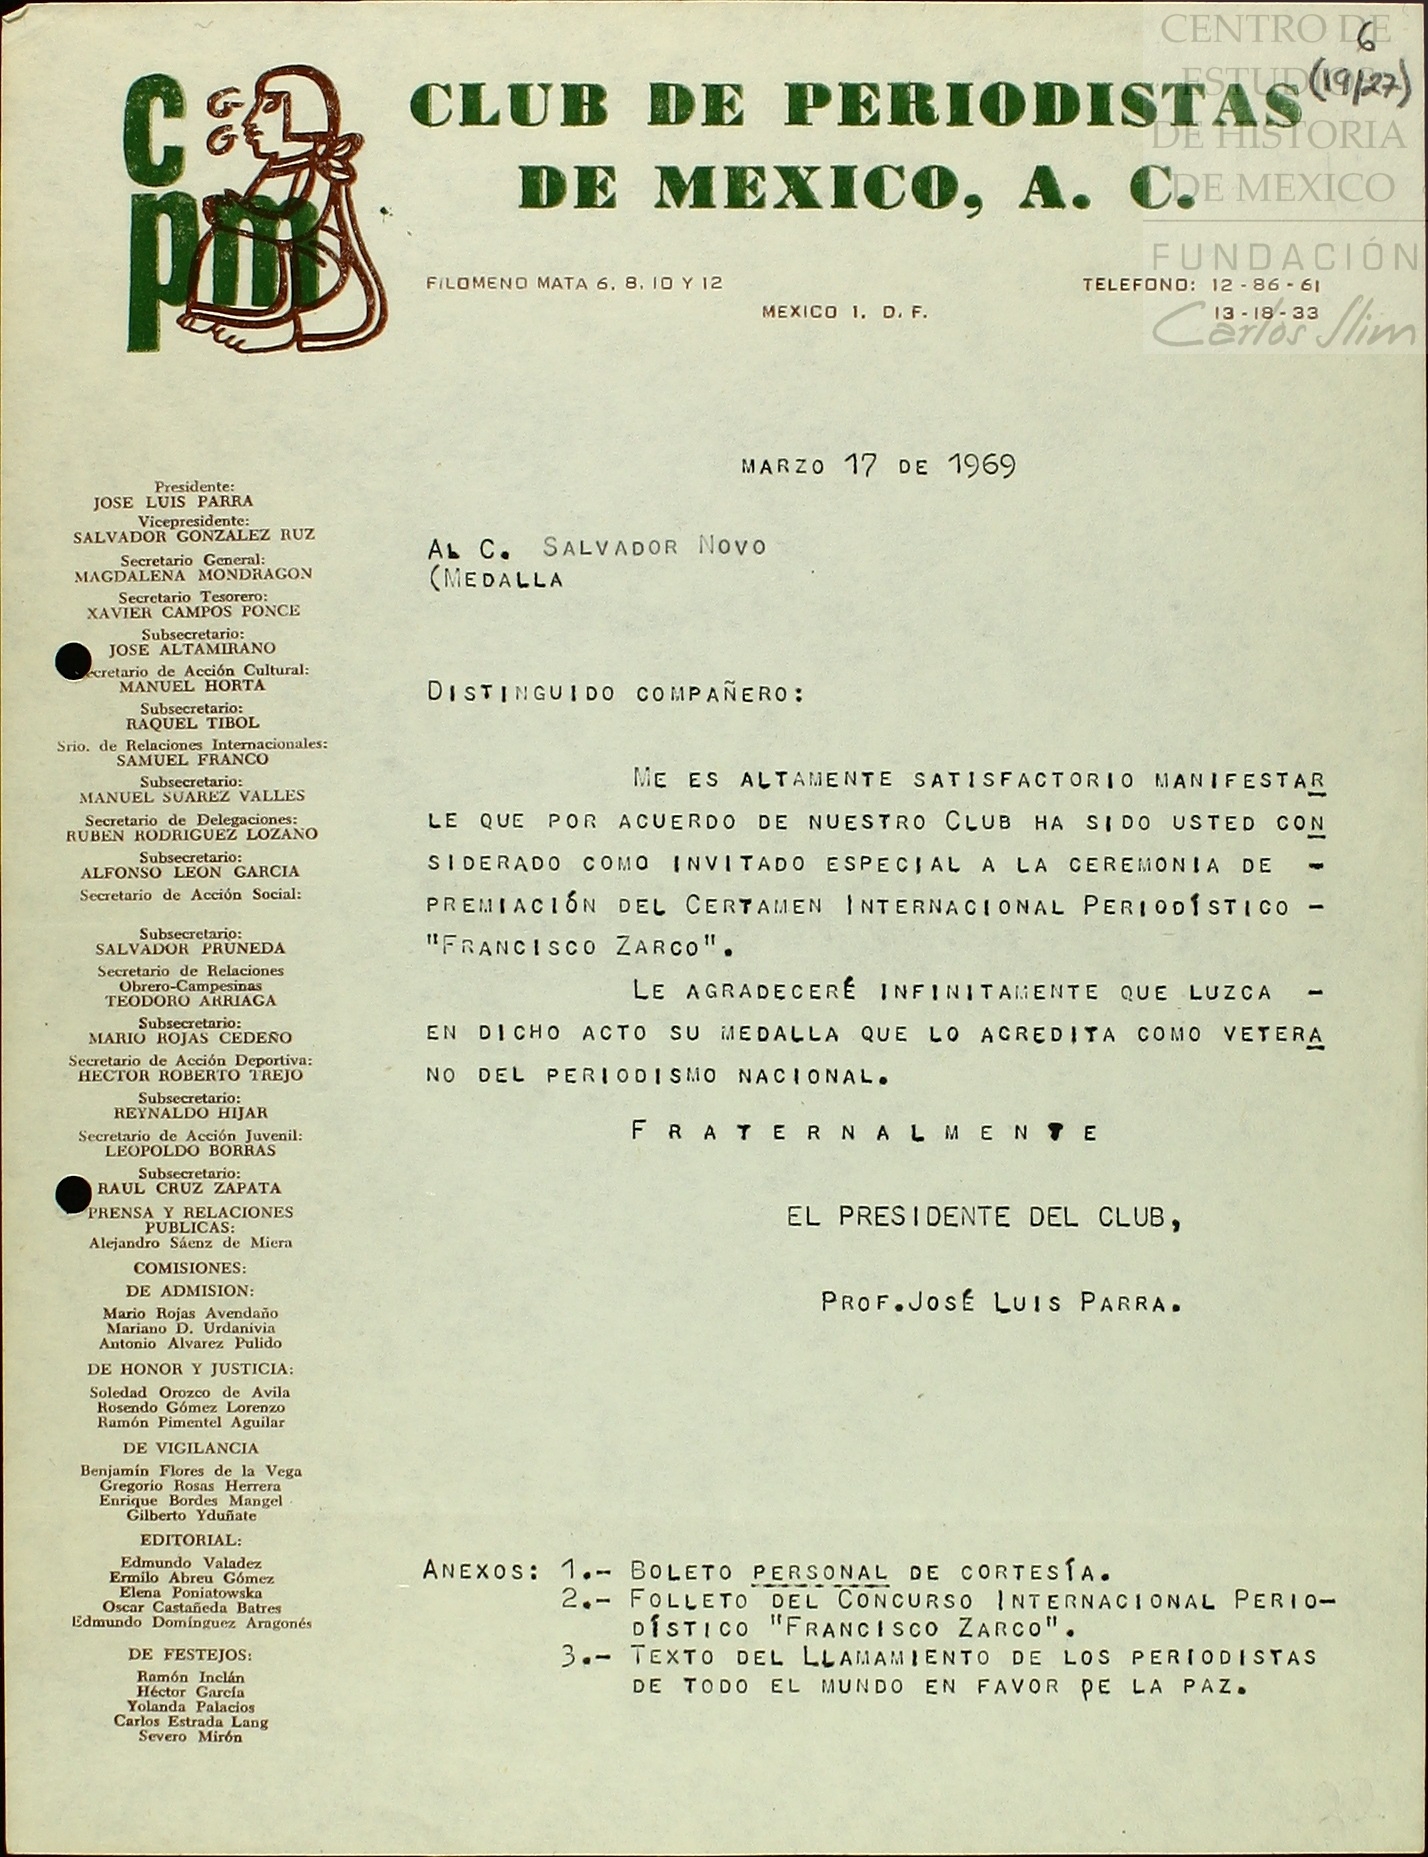 CENTRO DE
ESTUDIOS
DE HISTORIA
DE MEXICO
FUNDACIÓN
Carlos Slim
6
(19/27)
cpm
CLUB DE PERIODISTAS
DE MEXICO, A. C.
FILOMENO MATA 6, 8, 10 Y 12
TELEFONO: 12-86-61
MEXICO 1, D. F.
13-18-33
MARZO 17 DE 1969
AL C. SALVADOR NOVO
(MEDALLA
DISTINGUIDO COMPAÑERO:
ME ES ALTAMENTE SATISFACTORIO MANIFESTAR
LE QUE POR ACUERDO DE NUESTRO CLUB HA SIDO USTED CON
SIDERADO COMO INVITADO ESPECIAL A LA CEREMONIA DE -
PREMIACIÓN DEL CERTAMEN INTERNACIONAL PERIODÍSTICO -
"FRANCISCO ZARCO".
LE AGRADECERÉ INFINITAMENTE QUE LUZCA -
EN DICHO ACTO SU MEDALLA QUE LO ACREDITA COMO VETERA
NO DEL PERIODISMO NACIONAL.
F R A T E R N A L M E N T E
EL PRESIDENTE DEL CLUB,
PROF.JOSÉ LUIS PARRA.
ANEXOS: 1.- BOLETO PERSONAL DE CORTESÍA.
2.- FOLLETO DEL CONCURSO INTERNACIONAL PERIO-
DÍSTICO "FRANCISCO ZARCO".
3.- TEXTO DEL LLAMAMIENTO DE LOS PERIODISTAS
DE TODO EL MUNDO EN FAVOR DE LA PAZ.
Presidente:
JOSE LUIS PARRA
Vicepresidente:
SALVADOR GONZALEZ RUZ
Secretario General:
MAGDALENA MONDRAGON
Secretario Tesorero:
XAVIER CAMPOS PONCE
Subsecretario:
JOSE ALTAMIRANO
ecretario de Acción Cultural:
MANUEL HORTA
Subsecretario:
RAQUEL TIBOL
Srio. de Relaciones Internacionales:
SAMUEL FRANCO
Subsecretario:
MANUEL SUAREZ VALLES
Secretario de Delegaciones:
RUBEN RODRIGUEZ LOZANO
Subsecretario:
ALFONSO LEON GARCIA
Secretario de Acción Social:
Subsecretario:
SALVADOR PRUNEDA
Secretario de Relaciones
Obrero-Campesinas
TEODORO ARRIAGA
Subsecretario:
MARIO ROJAS CEDEÑO
Secretario de Acción Deportiva:
HECTOR ROBERTO TREJO
Subsecretario:
REYNALDO HIJAR
Secretario de Acción Juvenil:
LEOPOLDO BORRAS
Subsecretario:
RAUL CRUZ ZAPATA
PRENSA Y RELACIONES
PUBLICAS:
Alejandro Sáenz de Miera
COMISIONES:
DE ADMISION:
Mario Rojas Avendaño
Mariano D. Urdanivia
Antonio Alvarez Pulido
DE HONOR Y JUSTICIA:
Soledad Orozco de Avila
Rosendo Gómez Lorenzo
Ramón Pimentel Aguilar
DE VIGILANCIA
Benjamín Flores de la Vega
Gregorio Rosas Herrera
Enrique Bordes Mangel
Gilberto Yduñate
EDITORIAL:
Edmundo Valadez
Ermilo Abreu Gómez
Elena Poniatowska
Oscar Castañeda Batres
Edmundo Domínguez Aragonés
DE FESTEJOS:
Ramón Inclán
Héctor García
Yolanda Palacios
Carlos Estrada Lang
Severo Mirón